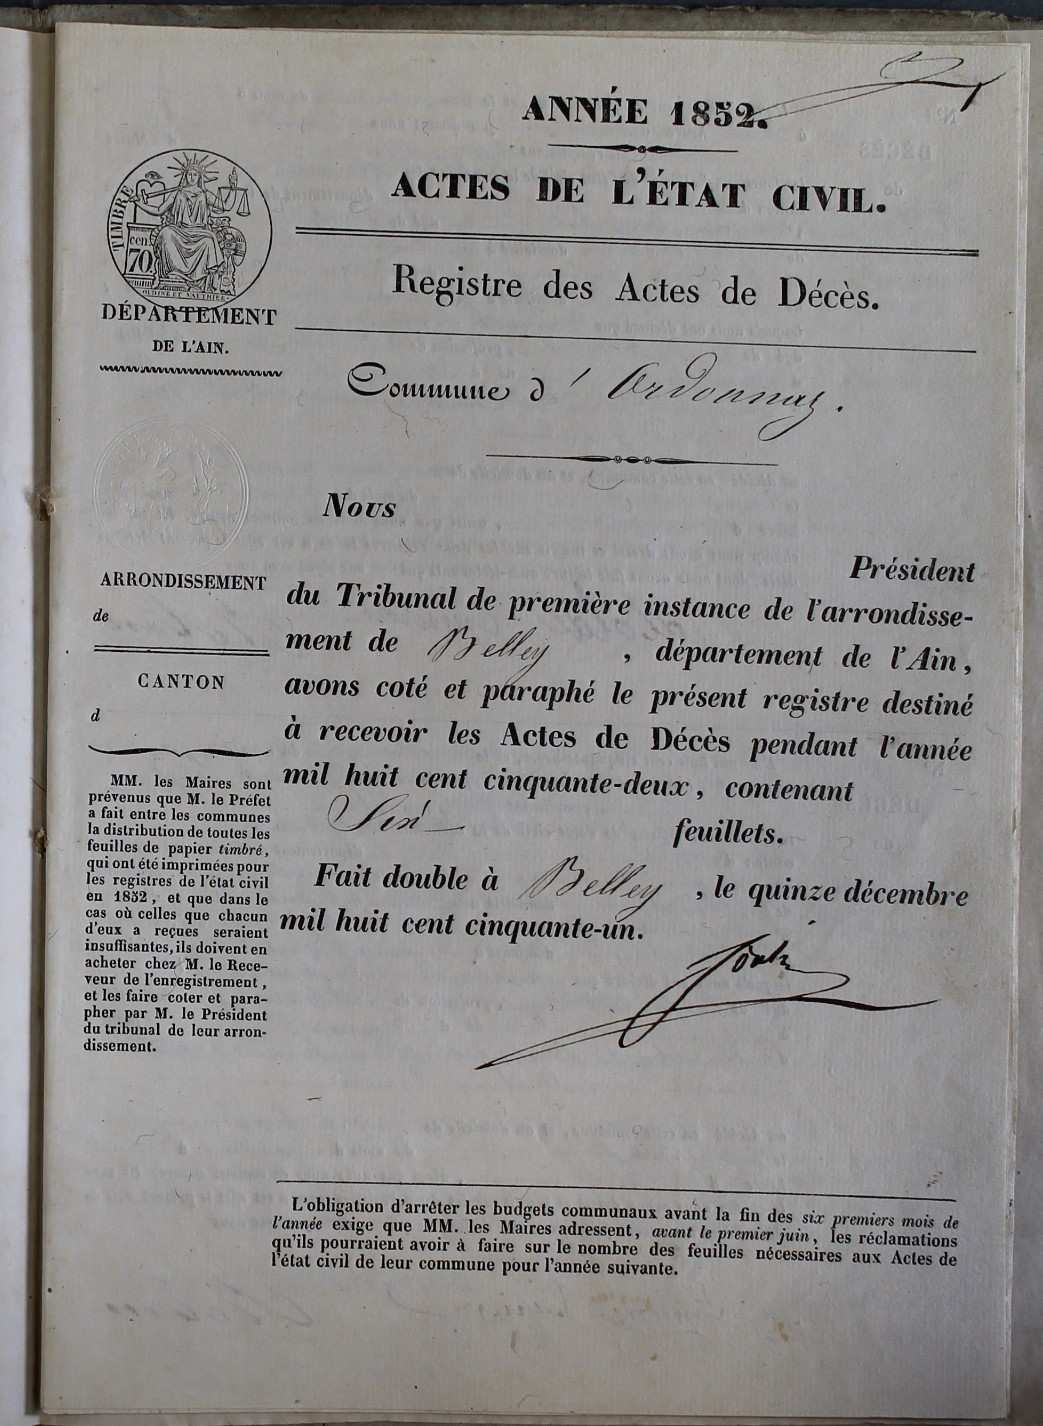 ANNÉE 1852.
ACTES DE L'ÉTAT CIVIL.
TIMBRE
cen.
70
DÉPARTEMENT
DE L'AIN.
Registre des Actes de Décès.
Commune d'Ordonnaz.
Nous
Président
du Tribunal de première instance de l'arrondisse-
ment de Belley, département de l'Ain,
avons coté et paraphé le présent registre destiné
à recevoir les Actes de Décès pendant l'année
mil huit cent cinquante-deux, contenant
Six feuillets.
Fait double à Belley, le quinze décembre
mil huit cent cinquante-un.
ARRONDISSEMENT
de
CANTON
d
MM. les Maires sont
prévenus que M. le Préfet
a fait entre les communes
la distribution de toutes les
feuilles de papier timbré,
qui ont été imprimées pour
les registres de l'état civil
en 1852, et que dans le
cas où celles que chacun
d'eux a reçues seraient
insuffisantes, ils doivent en
acheter chez M. le Rece-
veur de l'enregistrement,
et les faire coter et para-
pher par M. le Président
du tribunal de leur arron-
dissement.
L'obligation d'arrêter les budgets communaux avant la fin des six premiers mois de
l'année exige que MM. les Maires adressent, avant le premier juin, les réclamations
qu'ils pourraient avoir à faire sur le nombre des feuilles nécessaires aux Actes de
l'état civil de leur commune pour l'année suivante.